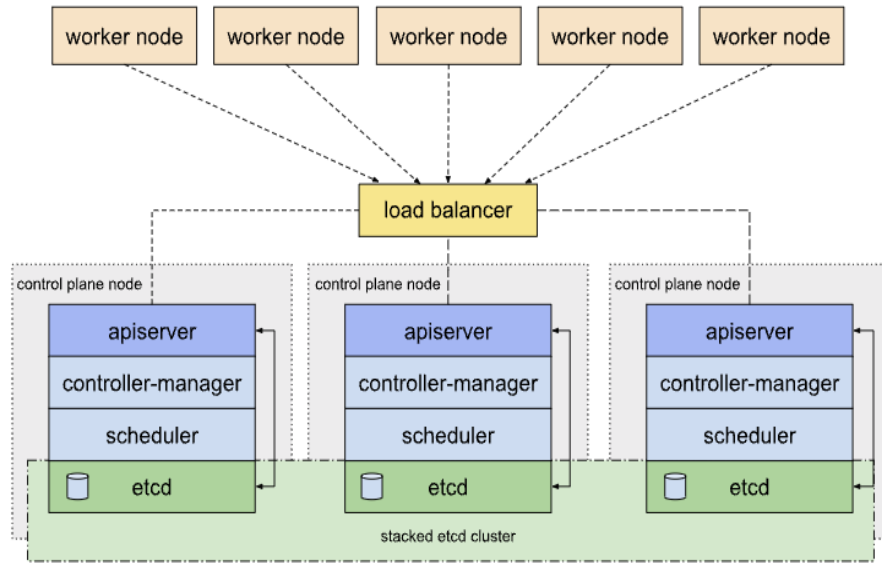 worker node
worker node
worker node
worker node
worker node
load balancer
control plane node
control plane node
control plane node
apiserver
apiserver
apiserver
controller-manager
controller-manager
controller-manager
scheduler
scheduler
scheduler
etcd
etcd
etcd
stacked etcd cluster